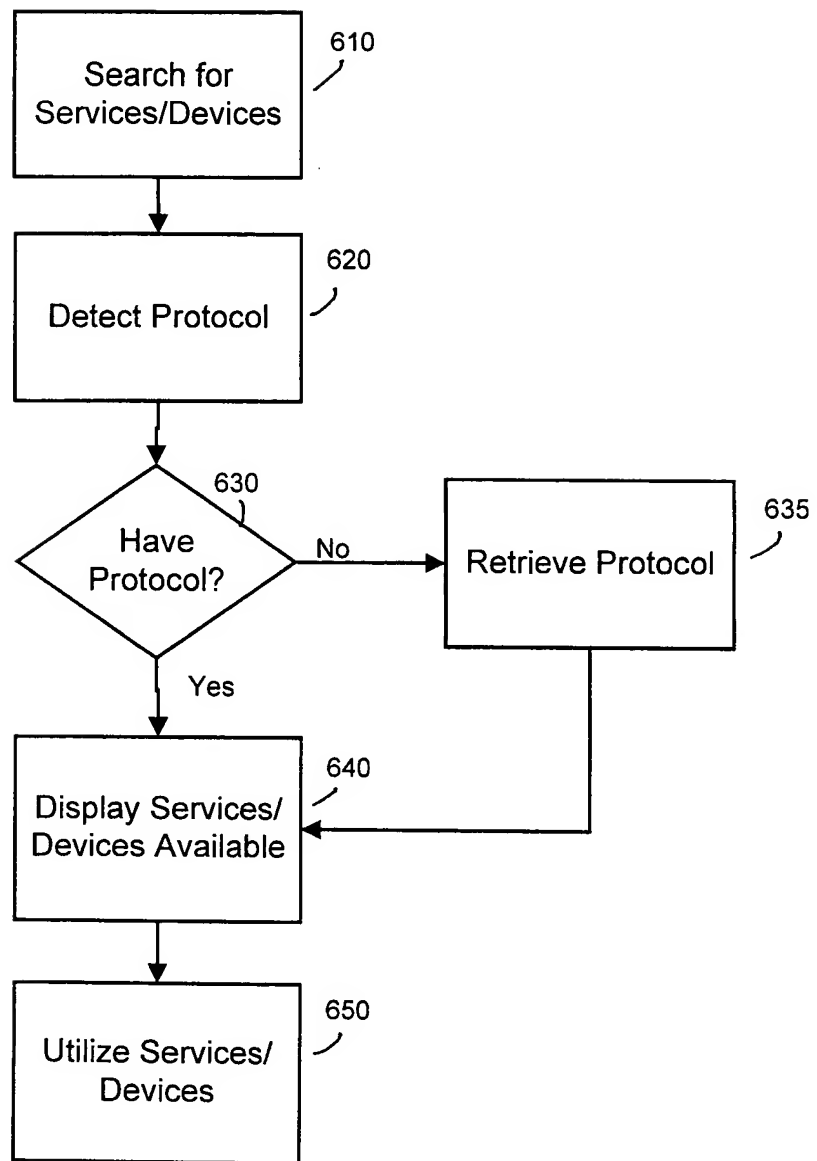 610
Search for
Services/Devices
620
Detect Protocol
630
Have
Protocol?
No
635
Retrieve Protocol
Yes
640
Display Services/
Devices Available
650
Utilize Services/
Devices